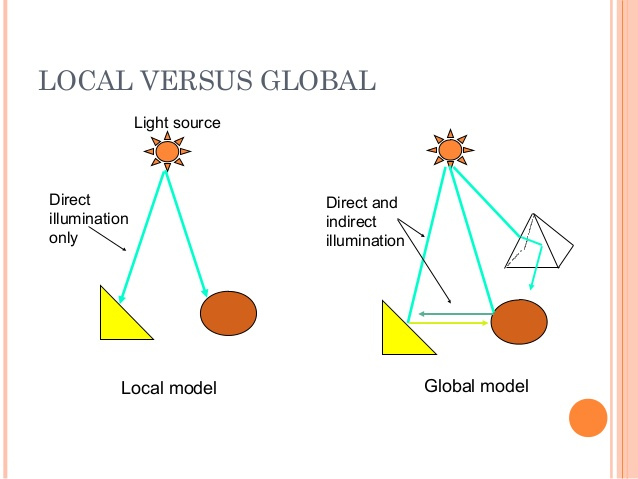 LOCAL VERSUS GLOBAL
Light source
Direct
illumination
only
Direct and
indirect
illumination
Local model
Global model